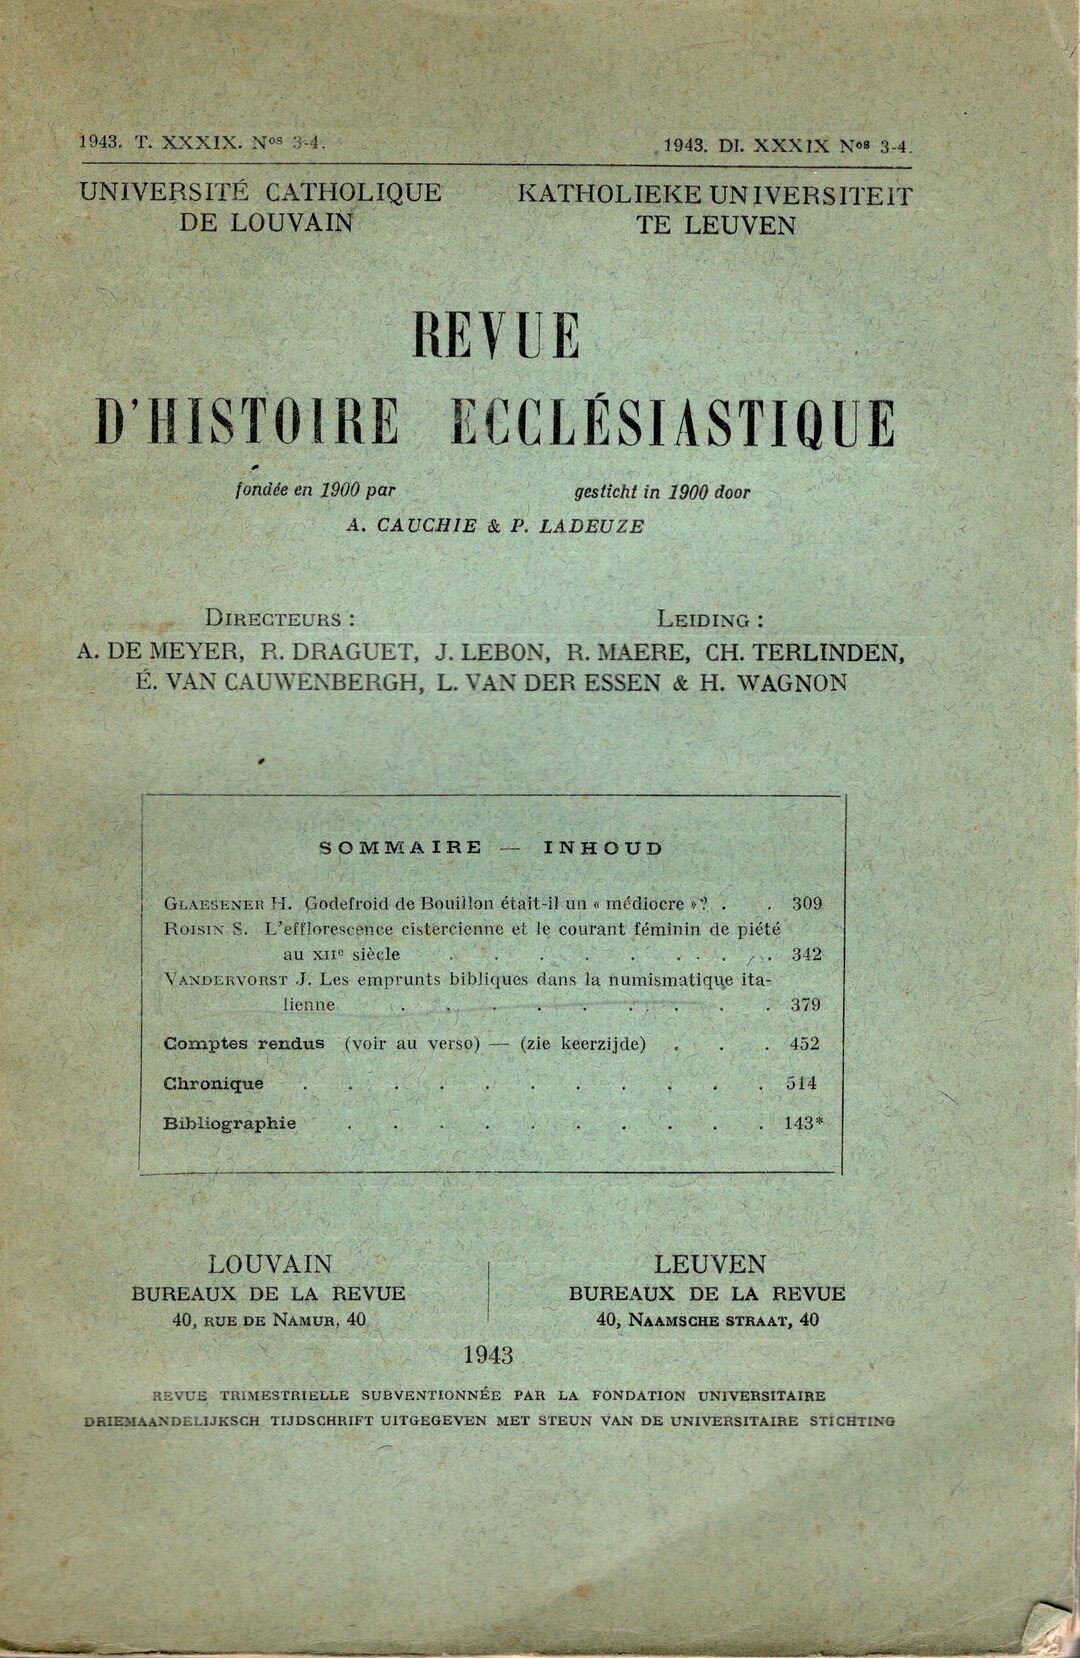 1943. T. XXXIX. Nos 3-4.
1943. DI. XXXIX Nos 3-4.
UNIVERSITÉ CATHOLIQUE
DE LOUVAIN
KATHOLIEKE UNIVERSITEIT
TE LEUVEN
REVUE
D'HISTOIRE ECCLÉSIASTIQUE
fondée en 1900 par
gesticht in 1900 door
A. CAUCHIE & P. LADEUZE
DIRECTEURS :
LEIDING :
A. DE MEYER, R. DRAGUET, J. LEBON, R. MAERE, CH. TERLINDEN,
É. VAN CAUWENBERGH, L. VAN DER ESSEN & H. WAGNON
SOMMAIRE — INHOUD
GLAESENER H. Godefroid de Bouillon était-il un « médiocre »? . . 309
ROISIN S. L'efflorescence cistercienne et le courant féminin de piété
au XIIe siècle . . . . . . . . 342
VANDERVORST J. Les emprunts bibliques dans la numismatique ita-
lienne . . . . . . . . . 379
Comptes rendus (voir au verso) — (zie keerzijde) . . . 452
Chronique . . . . . . . . . . . 514
Bibliographie . . . . . . . . . . 143*
LOUVAIN
BUREAUX DE LA REVUE
40, RUE DE NAMUR, 40
LEUVEN
BUREAUX DE LA REVUE
40, NAAMSCHE STRAAT, 40
1943
REVUE TRIMESTRIELLE SUBVENTIONNÉE PAR LA FONDATION UNIVERSITAIRE
DRIEMAANDELIJKSCH TIJDSCHRIFT UITGEGEVEN MET STEUN VAN DE UNIVERSITAIRE STICHTING